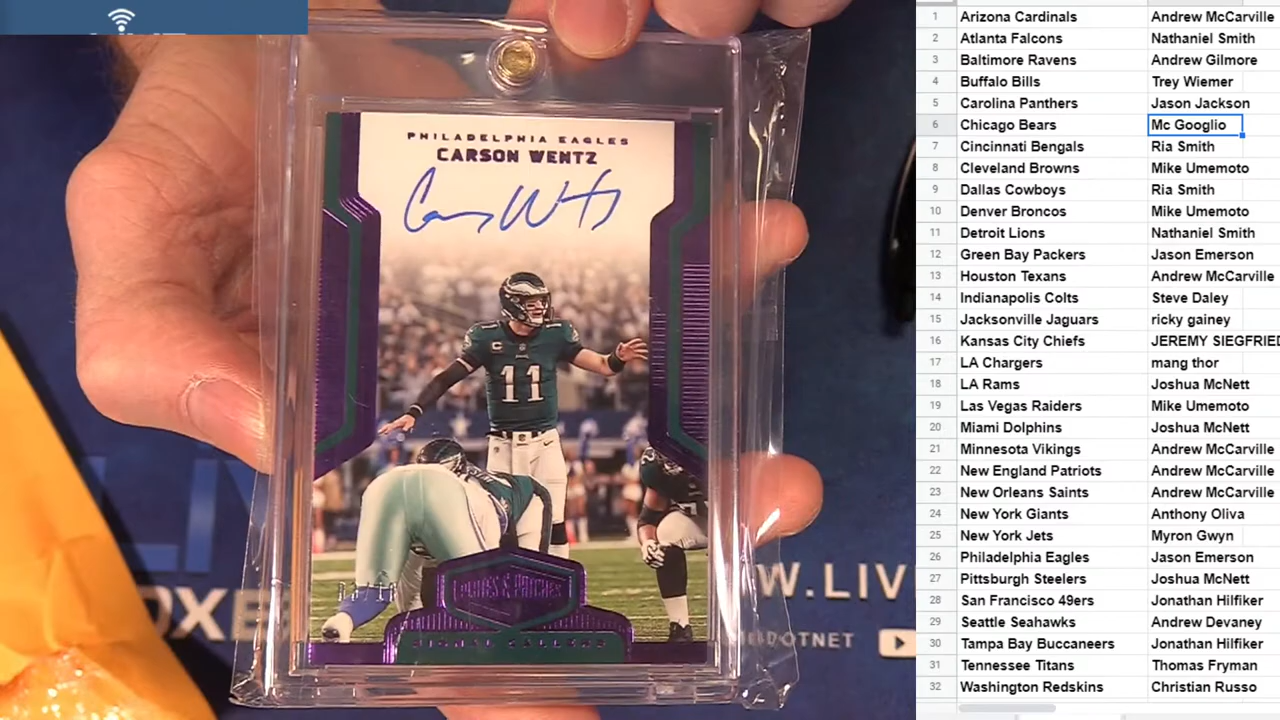 PHILADELPHIA EAGLES
CARSON WENTZ
Carson Wentz
11
11
PLATES & PATCHES
SIGNAL CALLERS
W.LIV
DOTNET
1 Arizona Cardinals Andrew McCarville
2 Atlanta Falcons Nathaniel Smith
3 Baltimore Ravens Andrew Gilmore
4 Buffalo Bills Trey Wiemer
5 Carolina Panthers Jason Jackson
6 Chicago Bears Mc Googlio
7 Cincinnati Bengals Ria Smith
8 Cleveland Browns Mike Umemoto
9 Dallas Cowboys Ria Smith
10 Denver Broncos Mike Umemoto
11 Detroit Lions Nathaniel Smith
12 Green Bay Packers Jason Emerson
13 Houston Texans Andrew McCarville
14 Indianapolis Colts Steve Daley
15 Jacksonville Jaguars ricky gainey
16 Kansas City Chiefs JEREMY SIEGFRIED
17 LA Chargers mang thor
18 LA Rams Joshua McNett
19 Las Vegas Raiders Mike Umemoto
20 Miami Dolphins Joshua McNett
21 Minnesota Vikings Andrew McCarville
22 New England Patriots Andrew McCarville
23 New Orleans Saints Andrew McCarville
24 New York Giants Anthony Oliva
25 New York Jets Myron Gwyn
26 Philadelphia Eagles Jason Emerson
27 Pittsburgh Steelers Joshua McNett
28 San Francisco 49ers Jonathan Hilfiker
29 Seattle Seahawks Andrew Devaney
30 Tampa Bay Buccaneers Jonathan Hilfiker
31 Tennessee Titans Thomas Fryman
32 Washington Redskins Christian Russo